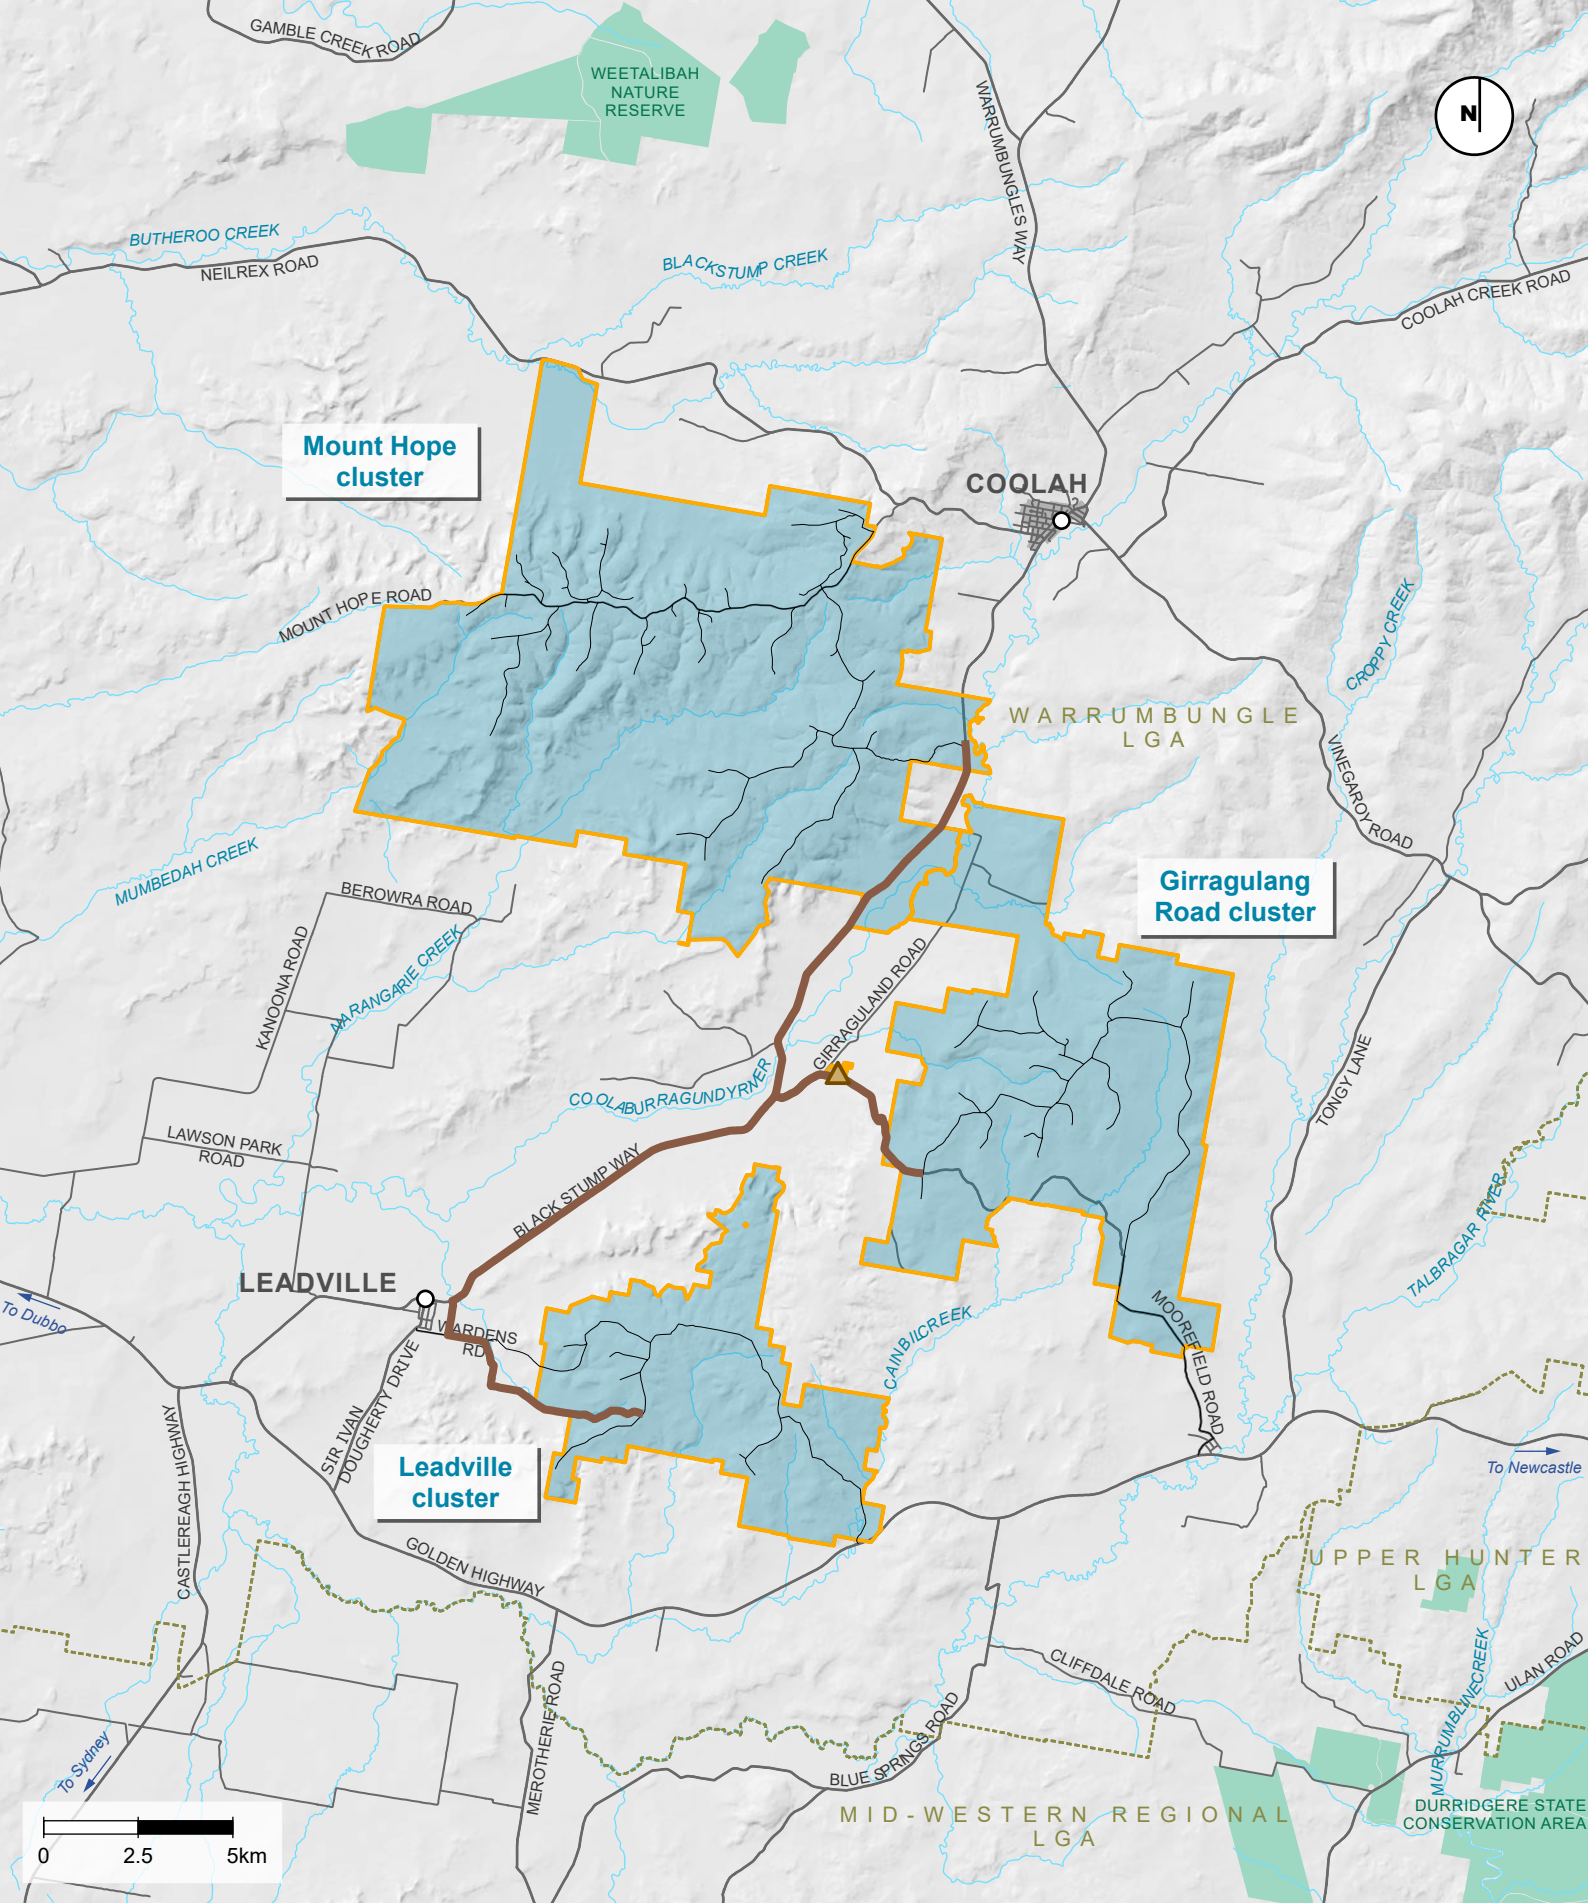 GAMBLE CREEK ROAD
WEETALIBAH
NATURE
RESERVE
WARRUMBUNGLES WAY
N
BUTHEROO CREEK
NEILREX ROAD
BLACKSTUMP CREEK
COOLAH CREEK ROAD
Mount Hope
cluster
COOLAH
MOUNT HOPE ROAD
CROPPY CREEK
WARRUMBUNGLE
LGA
VINEGAROY ROAD
MUMBEDAH CREEK
BEROWRA ROAD
Girragulang
Road cluster
KANOONA ROAD
NARANGARIE CREEK
GIRRAGULAND ROAD
COOLABURRAGUNDY RIVER
TONGY LANE
LAWSON PARK
ROAD
BLACK STUMP WAY
TALBRAGAR RIVER
LEADVILLE
To Dubbo
WARDENS
RD
CAINBIL CREEK
MOOREFIELD ROAD
SIR IVAN
DOUGHERTY DRIVE
CASTLEREAGH HIGHWAY
Leadville
cluster
To Newcastle
GOLDEN HIGHWAY
UPPER HUNTER
LGA
MEROTHERIE ROAD
CLIFFDALE ROAD
MURRUMBLINE CREEK
ULAN ROAD
To Sydney
BLUE SPRINGS ROAD
MID-WESTERN REGIONAL
LGA
DURRIDGERE STATE
CONSERVATION AREA
0 2.5 5km